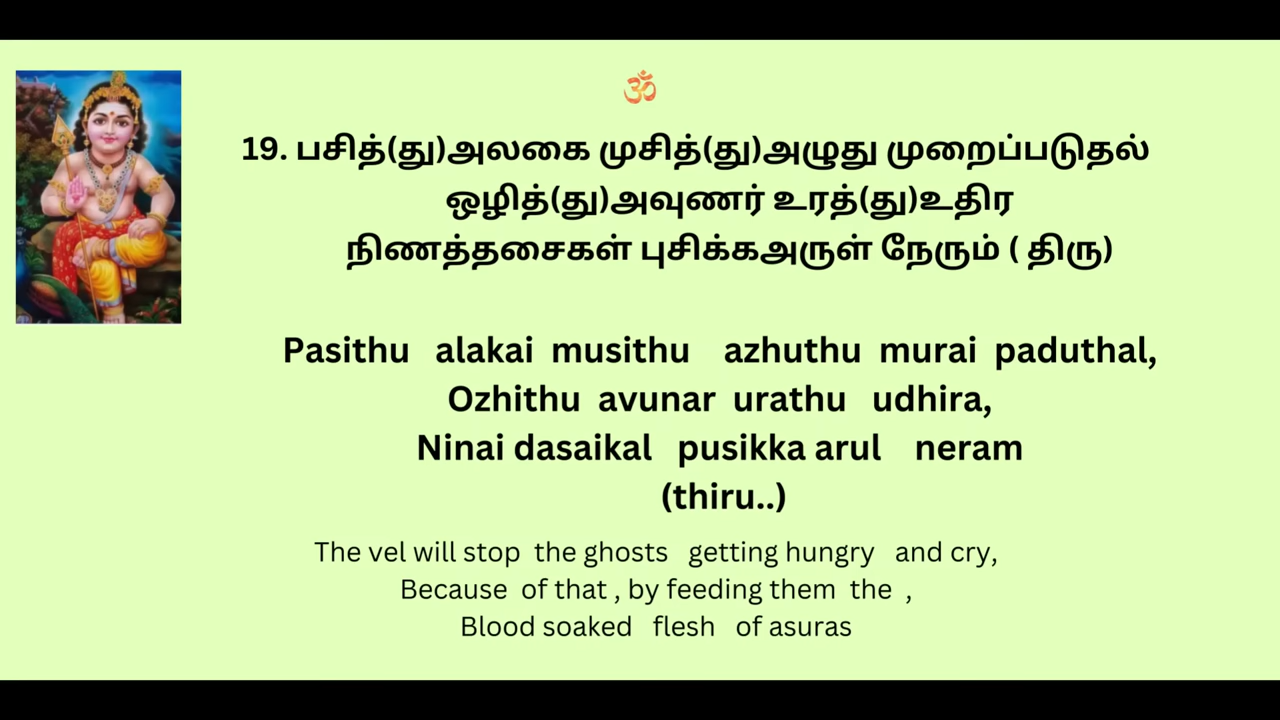 ॐ
19. பசித்(து)அலகை முசித்(து)அழுது முறைப்படுதல்
ஒழித்(து)அவுணர் உரத்(து)உதிர
நிணத்தசைகள் புசிக்கஅருள் நேரும் ( திரு)
Pasithu alakai musithu azhuthu murai paduthal,
Ozhithu avunar urathu udhira,
Ninai dasaikal pusikka arul neram
(thiru..)
The vel will stop the ghosts getting hungry and cry,
Because of that , by feeding them the ,
Blood soaked flesh of asuras